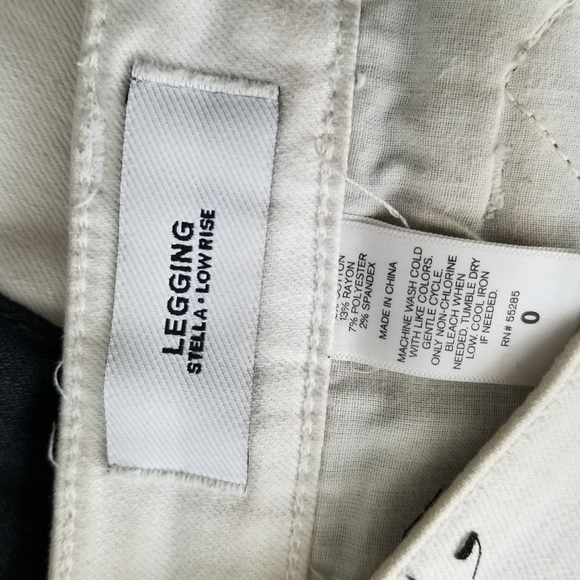 LEGGING
STELLA · LOW RISE
COTTON
13% RAYON
7% POLYESTER
2% SPANDEX
MADE IN CHINA
MACHINE WASH COLD
WITH LIKE COLORS.
GENTLE CYCLE.
ONLY NON-CHLORINE
BLEACH WHEN
NEEDED. TUMBLE DRY
LOW. COOL IRON
IF NEEDED.
RN# 55285
0